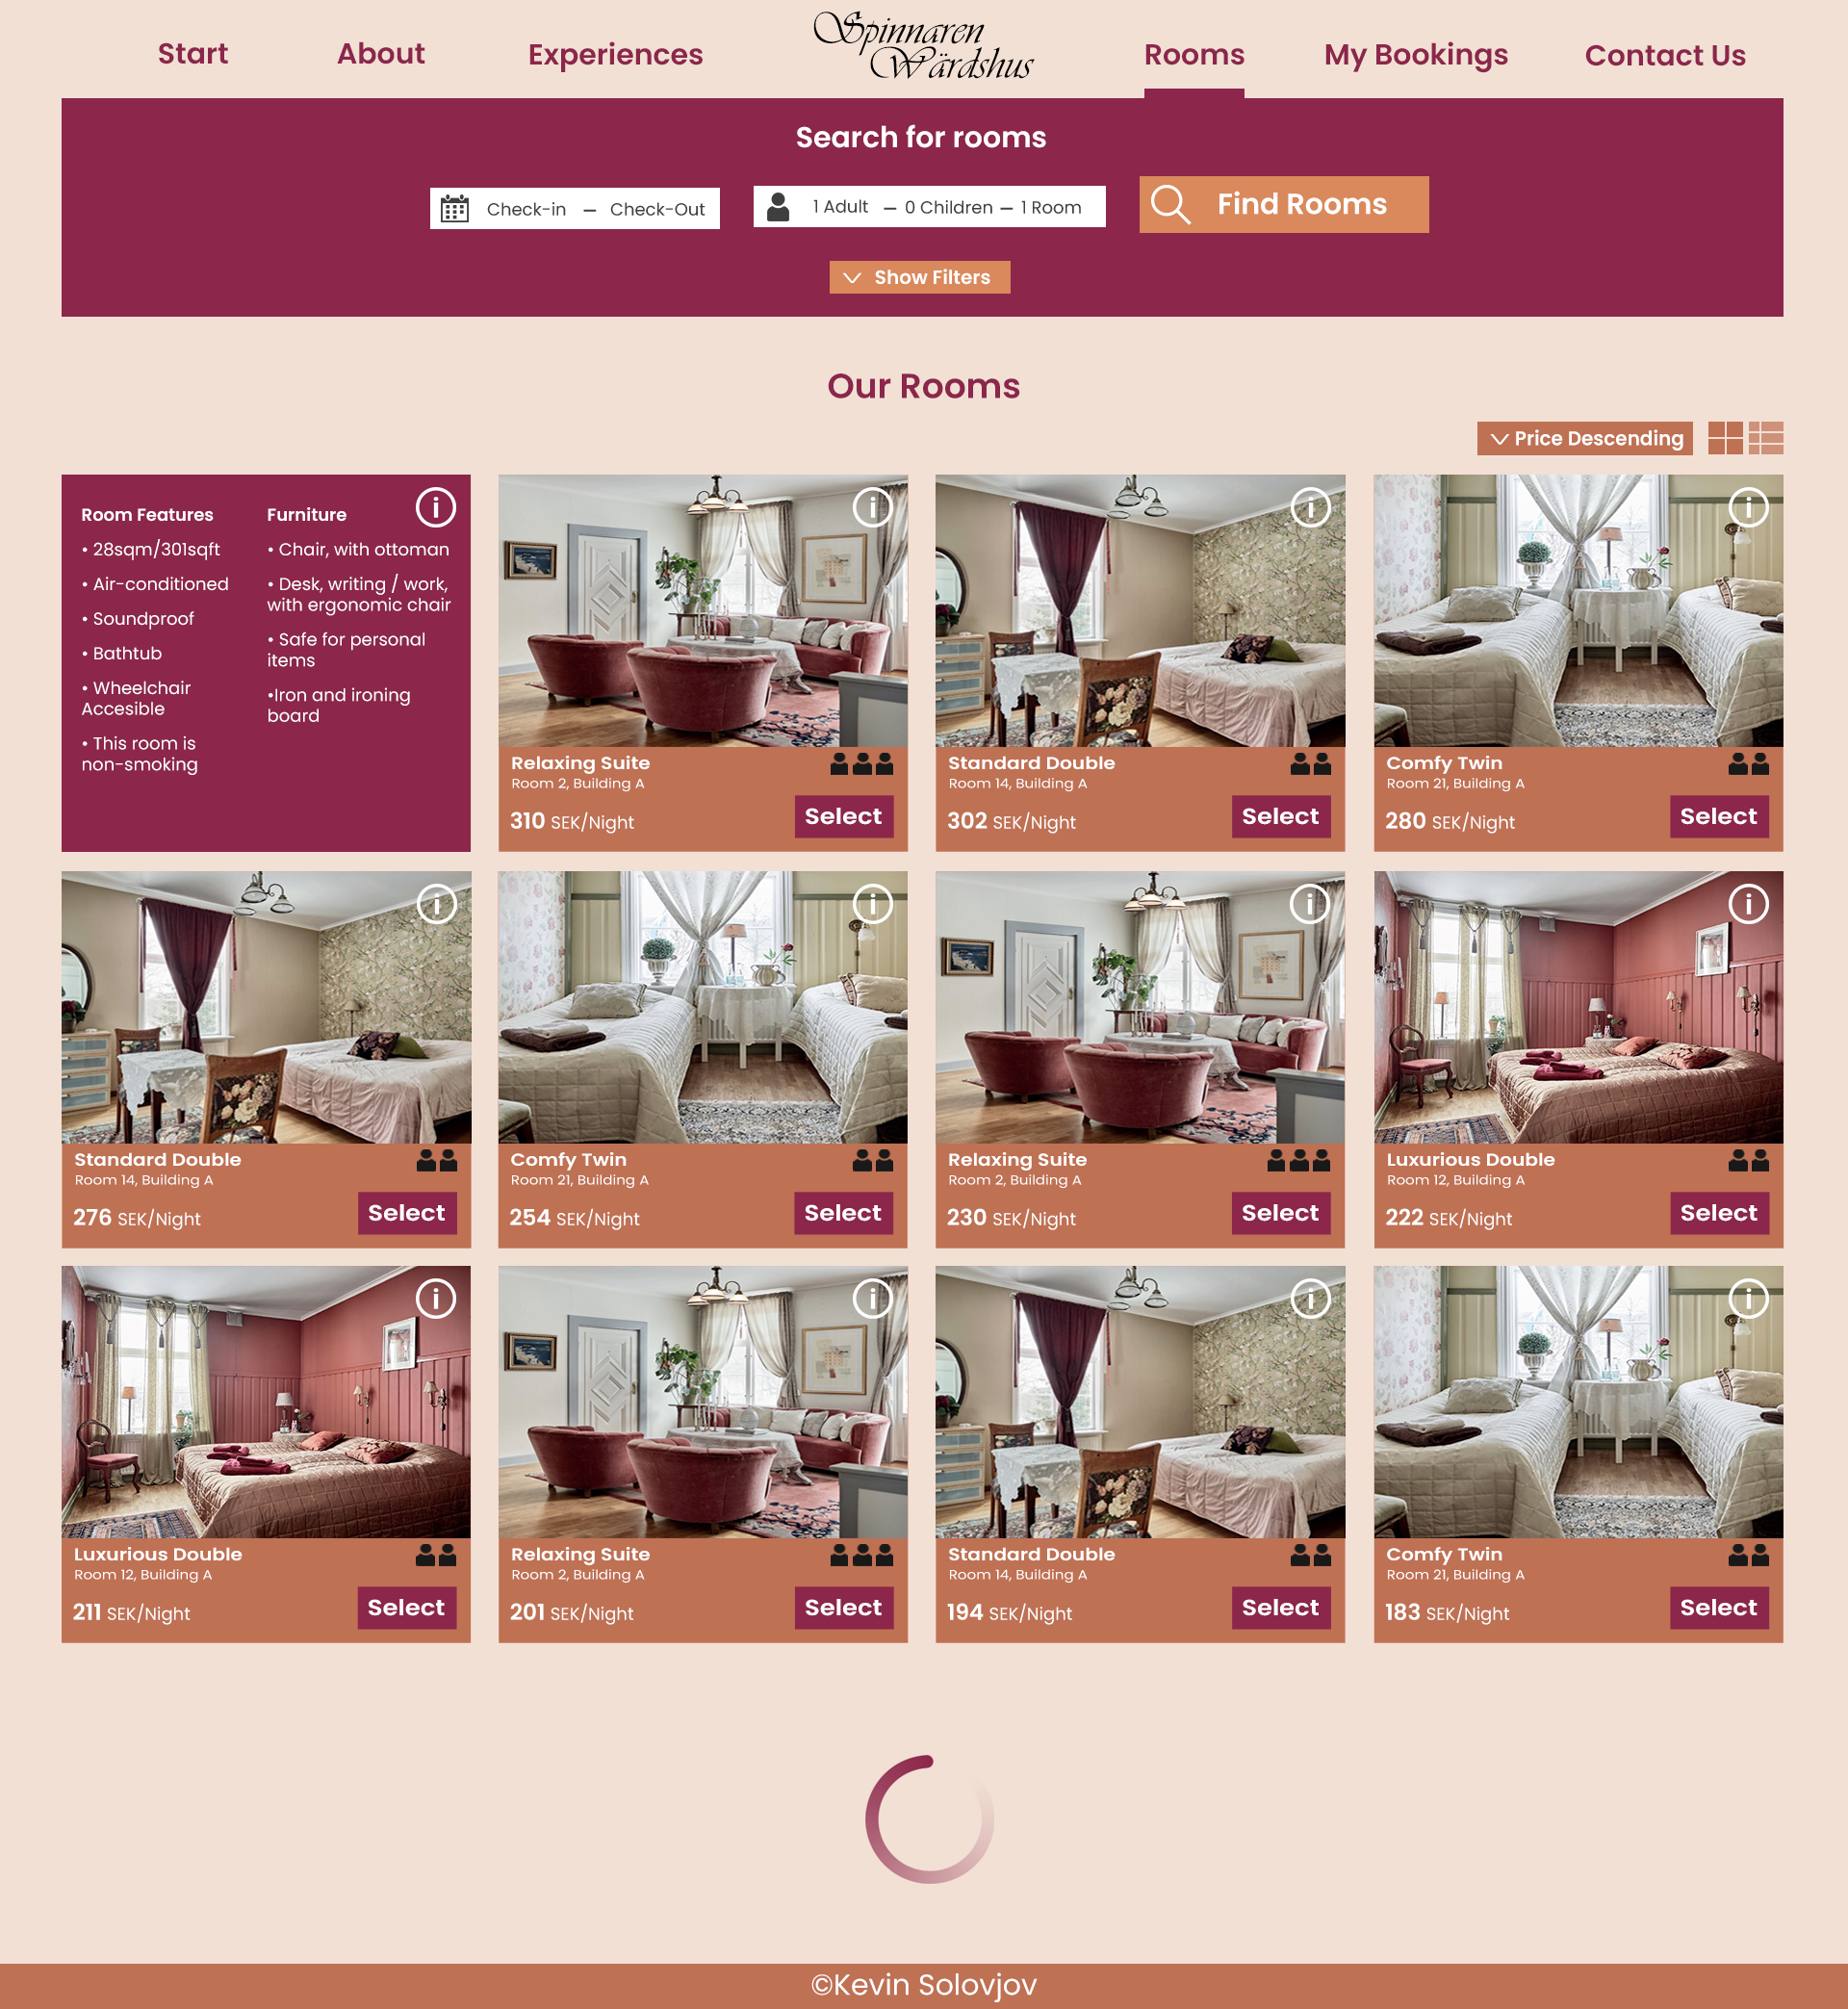 Start
About
Experiences
Spinnaren
Wärdshus
Rooms
My Bookings
Contact Us
Search for rooms
Check-in – Check-Out
1 Adult – 0 Children – 1 Room
Find Rooms
Show Filters
Our Rooms
Price Descending
Room Features
• 28sqm/301sqft
• Air-conditioned
• Soundproof
• Bathtub
• Wheelchair
Accesible
• This room is
non-smoking
Furniture
• Chair, with ottoman
• Desk, writing / work,
with ergonomic chair
• Safe for personal
items
•Iron and ironing
board
i
i
Relaxing Suite
Room 2, Building A
310 SEK/Night
Select
i
Standard Double
Room 14, Building A
302 SEK/Night
Select
i
Comfy Twin
Room 21, Building A
280 SEK/Night
Select
i
Standard Double
Room 14, Building A
276 SEK/Night
Select
i
Comfy Twin
Room 21, Building A
254 SEK/Night
Select
i
Relaxing Suite
Room 2, Building A
230 SEK/Night
Select
i
Luxurious Double
Room 12, Building A
222 SEK/Night
Select
i
Luxurious Double
Room 12, Building A
211 SEK/Night
Select
i
Relaxing Suite
Room 2, Building A
201 SEK/Night
Select
i
Standard Double
Room 14, Building A
194 SEK/Night
Select
i
Comfy Twin
Room 21, Building A
183 SEK/Night
Select
©Kevin Solovjov